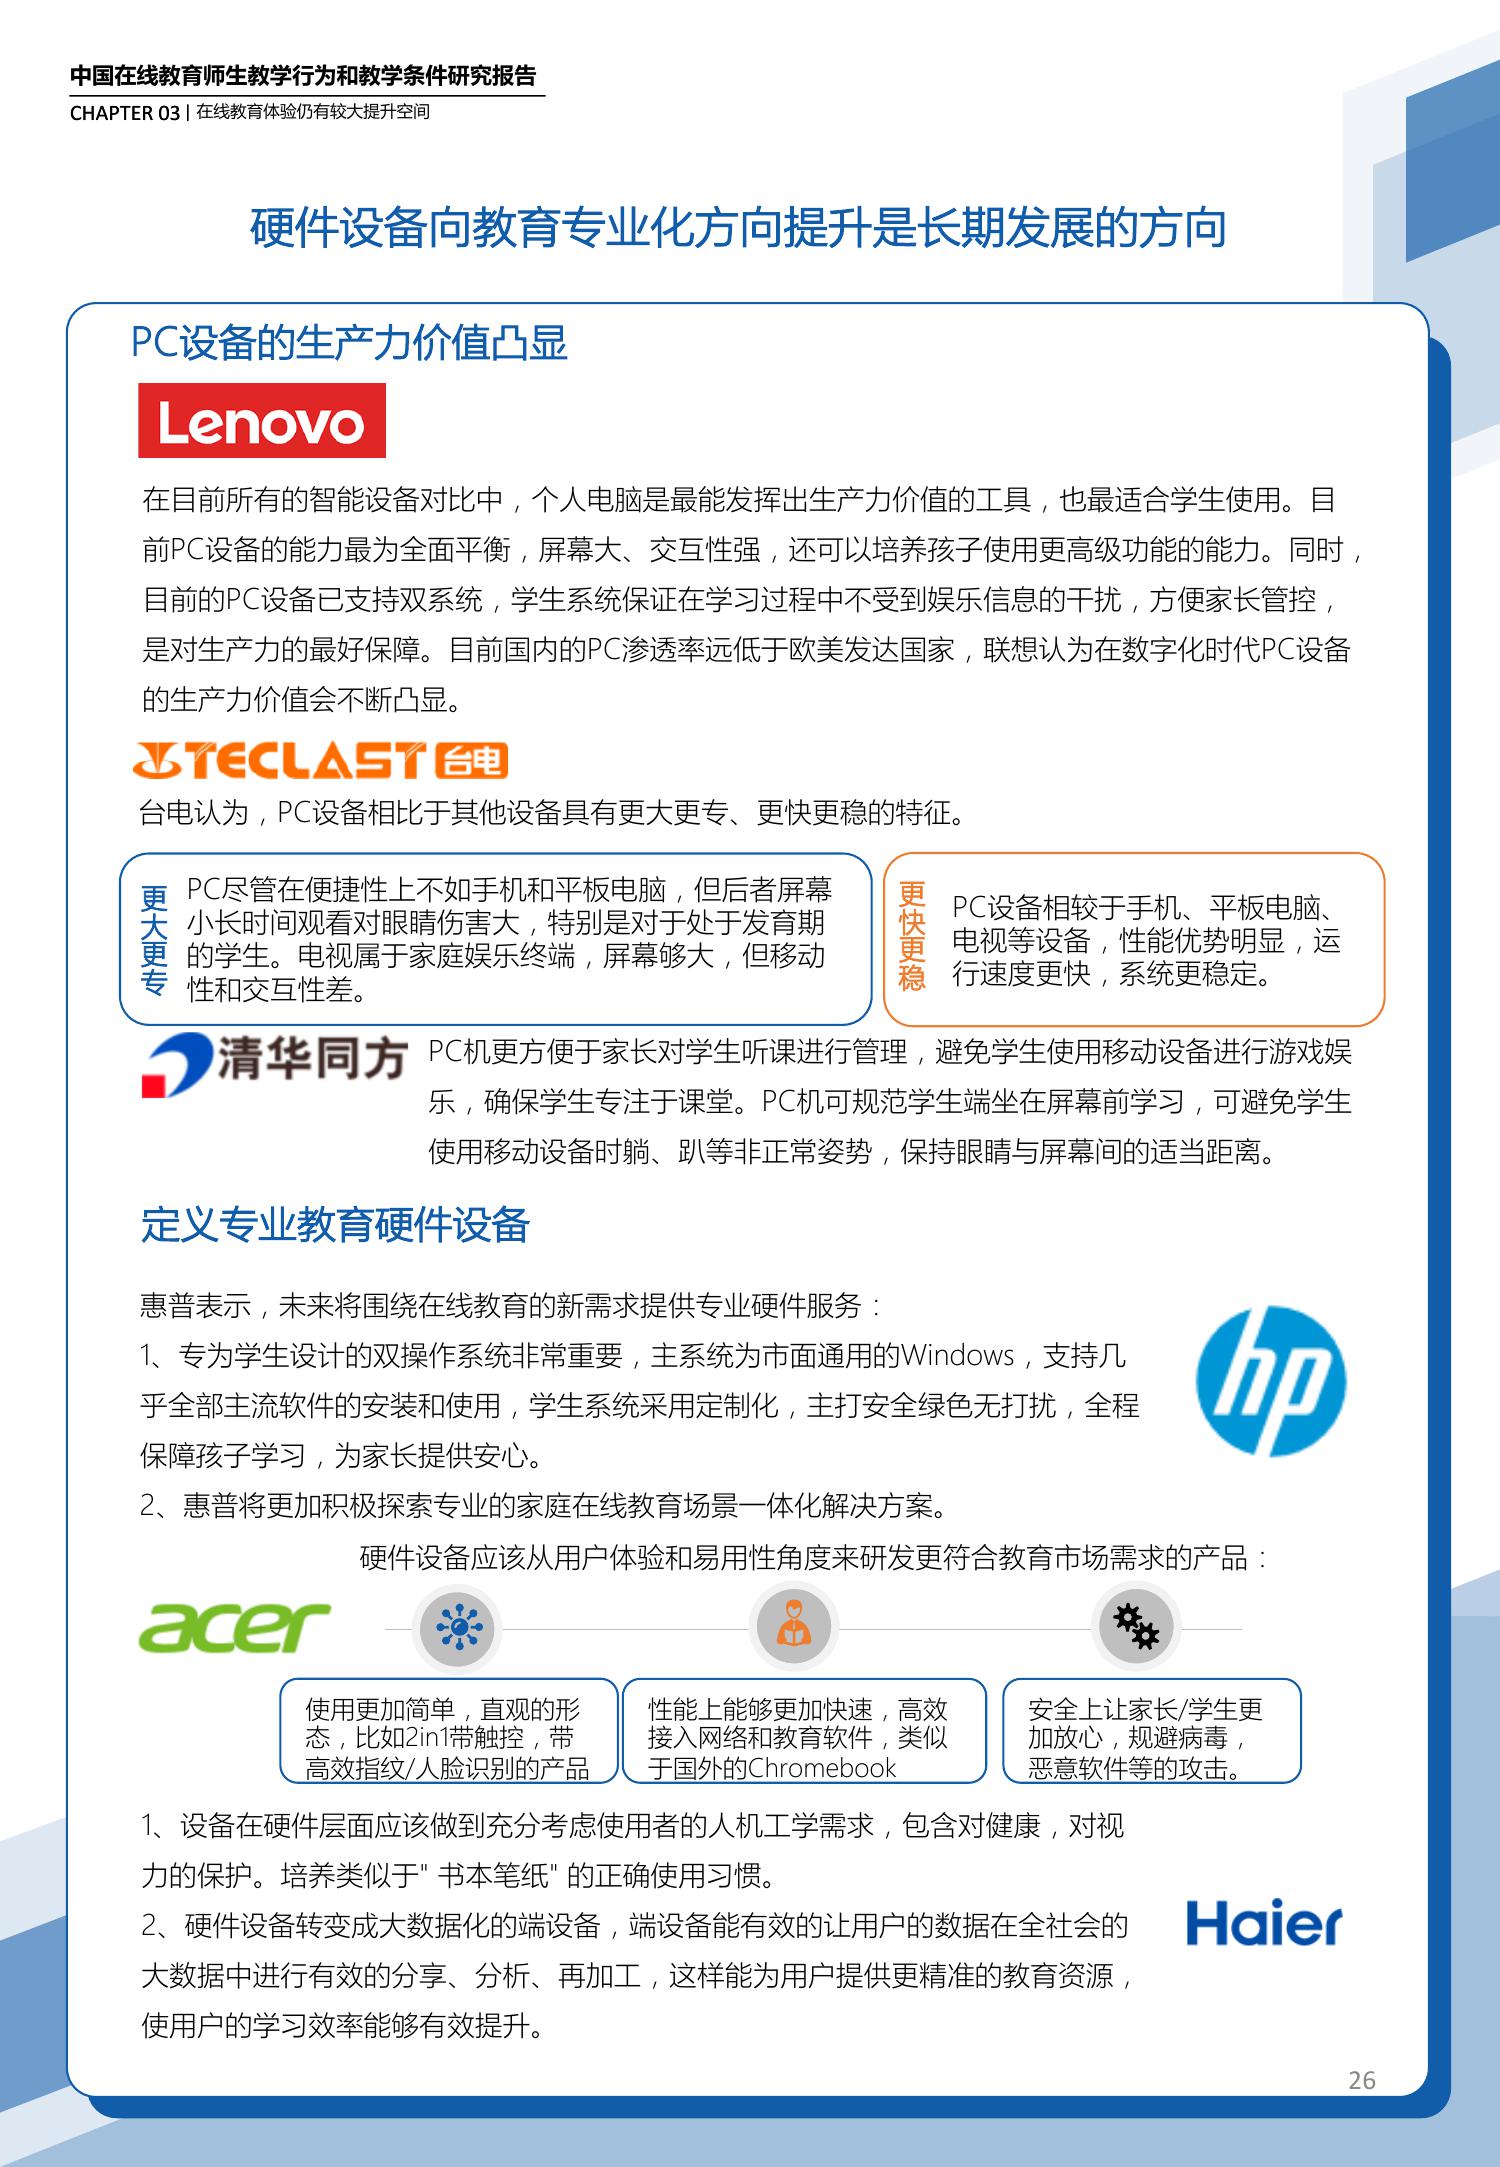 中国在线教育师生教学行为和教学条件研究报告
CHAPTER 03 | 在线教育体验仍有较大提升空间
硬件设备向教育专业化方向提升是长期发展的方向
PC设备的生产力价值凸显
Lenovo
在目前所有的智能设备对比中，个人电脑是最能发挥出生产力价值的工具，也最适合学生使用。目
前PC设备的能力最为全面平衡，屏幕大、交互性强，还可以培养孩子使用更高级功能的能力。同时，
目前的PC设备已支持双系统，学生系统保证在学习过程中不受到娱乐信息的干扰，方便家长管控，
是对生产力的最好保障。目前国内的PC渗透率远低于欧美发达国家，联想认为在数字化时代PC设备
的生产力价值会不断凸显。
TECLAST 台电
台电认为，PC设备相比于其他设备具有更大更专、更快更稳的特征。
更大更专
PC尽管在便捷性上不如手机和平板电脑，但后者屏幕
小长时间观看对眼睛伤害大，特别是对于处于发育期
的学生。电视属于家庭娱乐终端，屏幕够大，但移动
性和交互性差。
更快更稳
PC设备相较于手机、平板电脑、
电视等设备，性能优势明显，运
行速度更快，系统更稳定。
清华同方
PC机更方便于家长对学生听课进行管理，避免学生使用移动设备进行游戏娱
乐，确保学生专注于课堂。PC机可规范学生端坐在屏幕前学习，可避免学生
使用移动设备时躺、趴等非正常姿势，保持眼睛与屏幕间的适当距离。
定义专业教育硬件设备
惠普表示，未来将围绕在线教育的新需求提供专业硬件服务：
1、专为学生设计的双操作系统非常重要，主系统为市面通用的Windows，支持几
乎全部主流软件的安装和使用，学生系统采用定制化，主打安全绿色无打扰，全程
保障孩子学习，为家长提供安心。
2、惠普将更加积极探索专业的家庭在线教育场景一体化解决方案。
hp
硬件设备应该从用户体验和易用性角度来研发更符合教育市场需求的产品：
acer
使用更加简单，直观的形
态，比如2in1带触控，带
高效指纹/人脸识别的产品
性能上能够更加快速，高效
接入网络和教育软件，类似
于国外的Chromebook
安全上让家长/学生更
加放心，规避病毒，
恶意软件等的攻击。
1、设备在硬件层面应该做到充分考虑使用者的人机工学需求，包含对健康，对视
力的保护。培养类似于" 书本笔纸" 的正确使用习惯。
2、硬件设备转变成大数据化的端设备，端设备能有效的让用户的数据在全社会的
大数据中进行有效的分享、分析、再加工，这样能为用户提供更精准的教育资源，
使用户的学习效率能够有效提升。
Haier
26